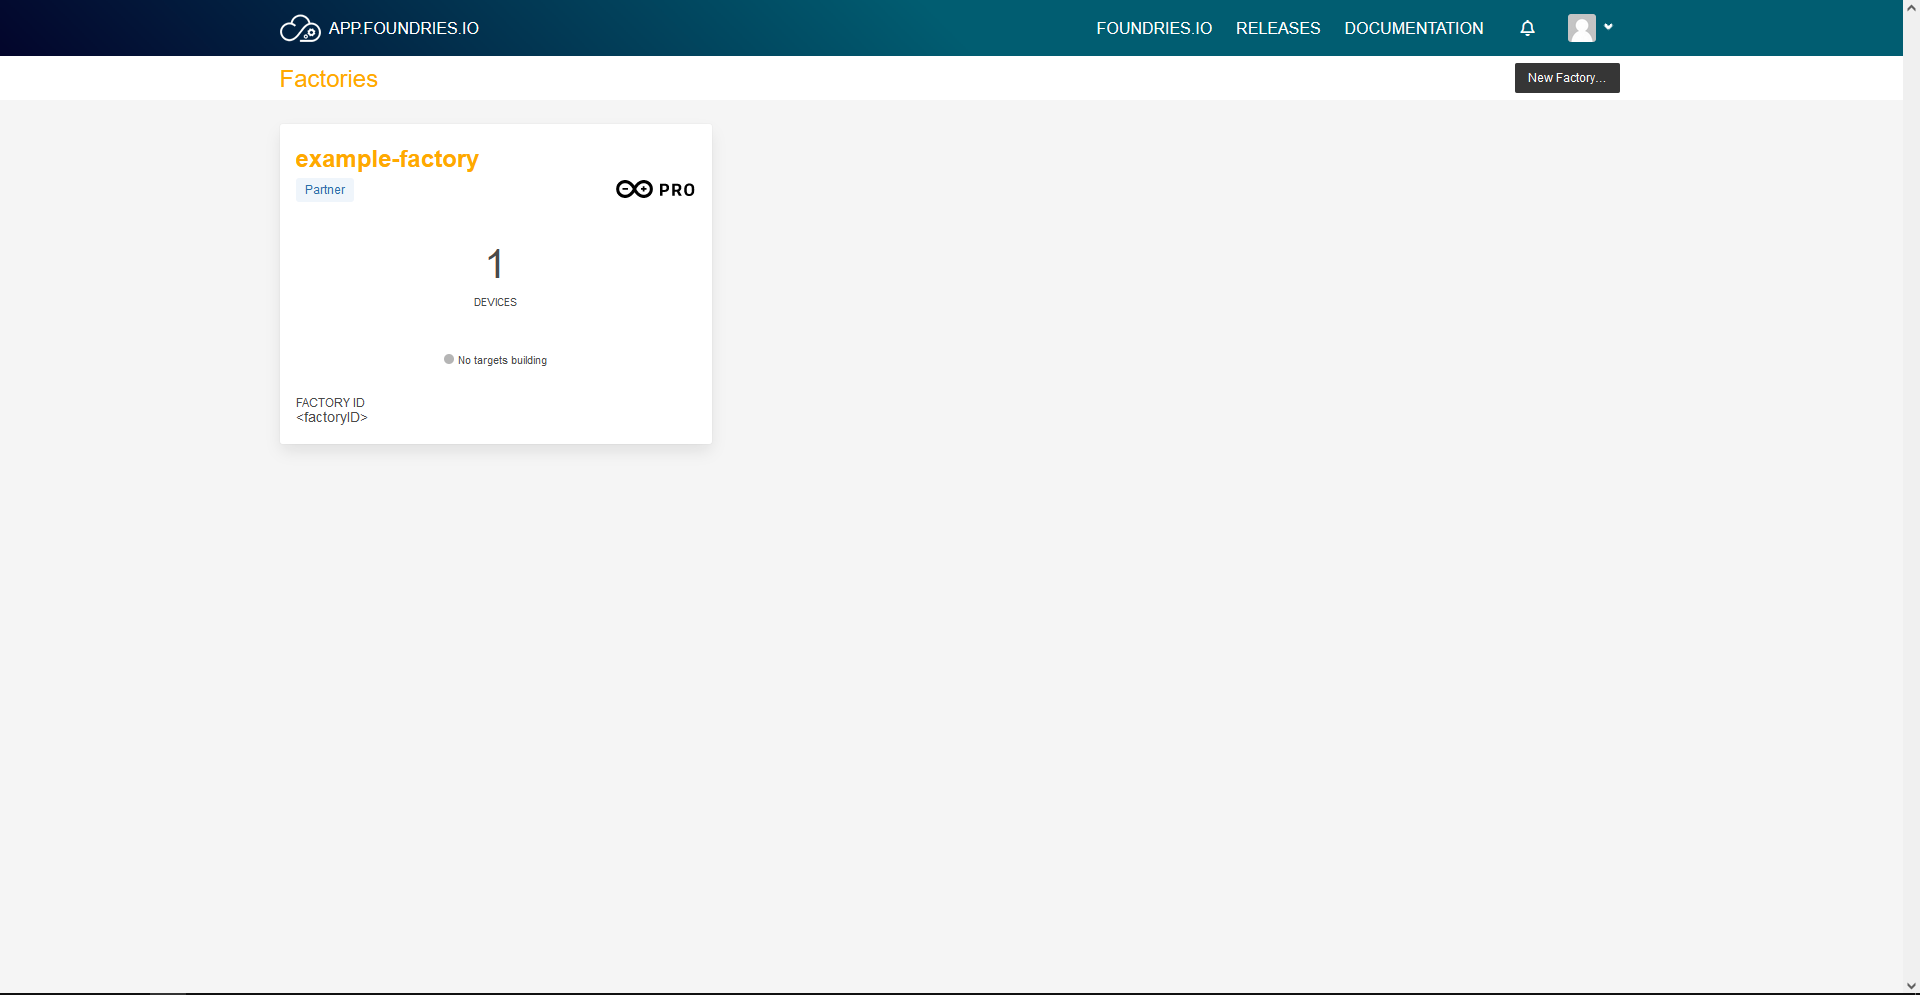 APP.FOUNDRIES.IO
FOUNDRIES.IO RELEASES DOCUMENTATION
Factories
New Factory...
example-factory
Partner
PRO
1
DEVICES
No targets building
FACTORY ID
<factoryID>